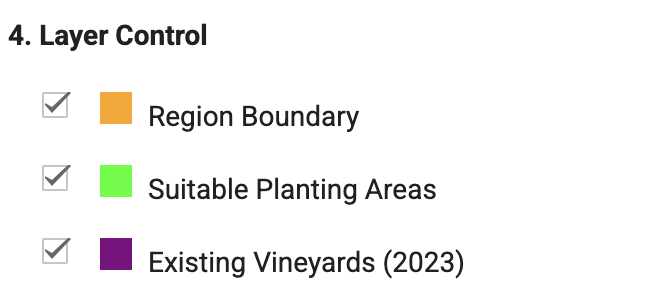 4. Layer Control
Region Boundary
Suitable Planting Areas
Existing Vineyards (2023)